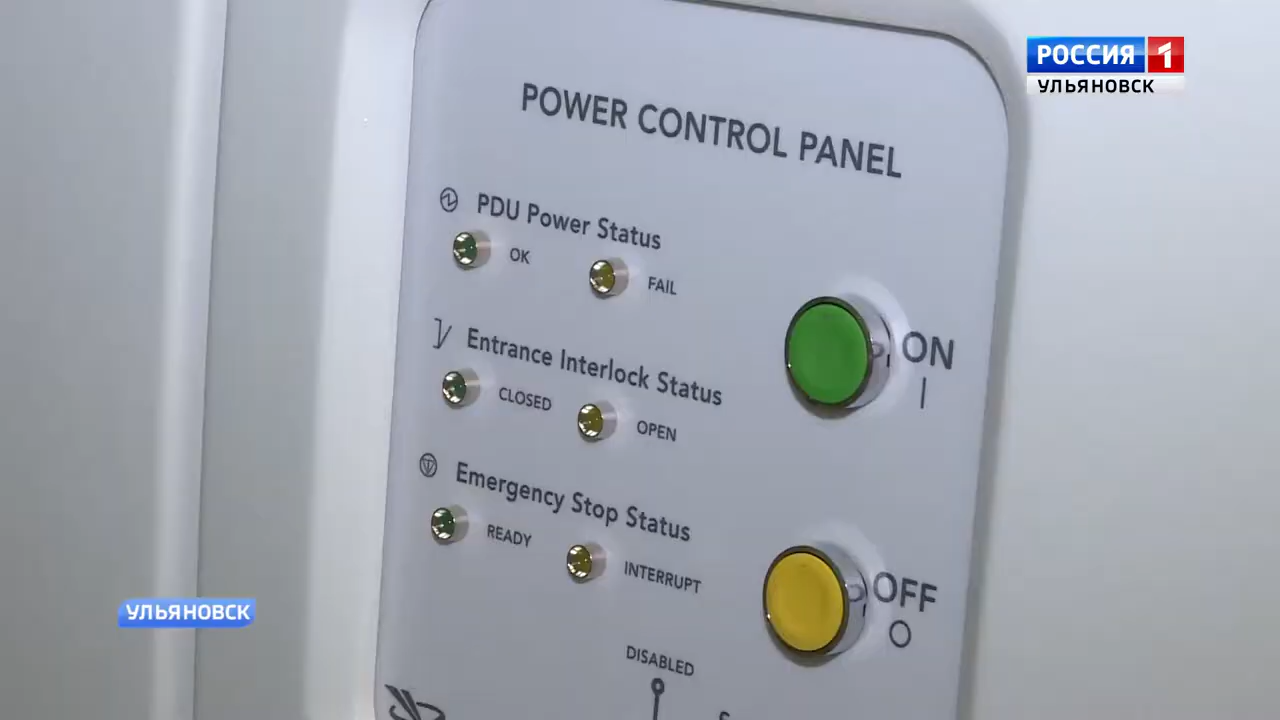 РОССИЯ 1
УЛЬЯНОВСК
POWER CONTROL PANEL
PDU Power Status
OK FAIL
ON
I
Entrance Interlock Status
CLOSED OPEN
Emergency Stop Status
READY INTERRUPT
OFF
O
DISABLED
УЛЬЯНОВСК